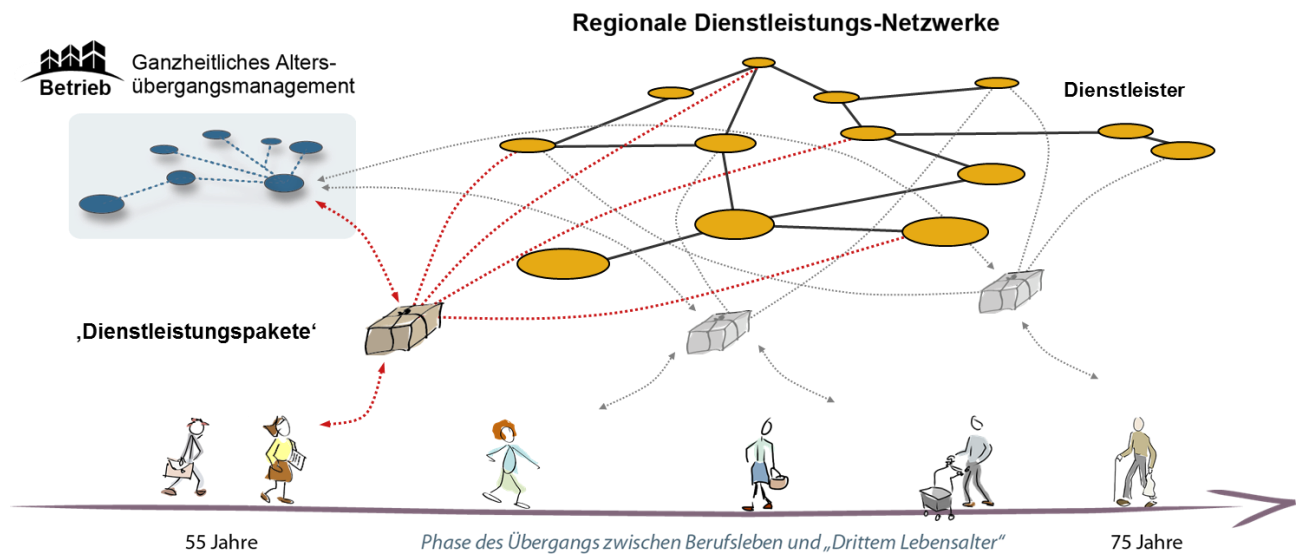 Regionale Dienstleistungs-Netzwerke
Betrieb
Ganzheitliches Alters-
übergangsmanagement
Dienstleister
‚Dienstleistungspakete‘
55 Jahre
Phase des Übergangs zwischen Berufsleben und „Drittem Lebensalter“
75 Jahre